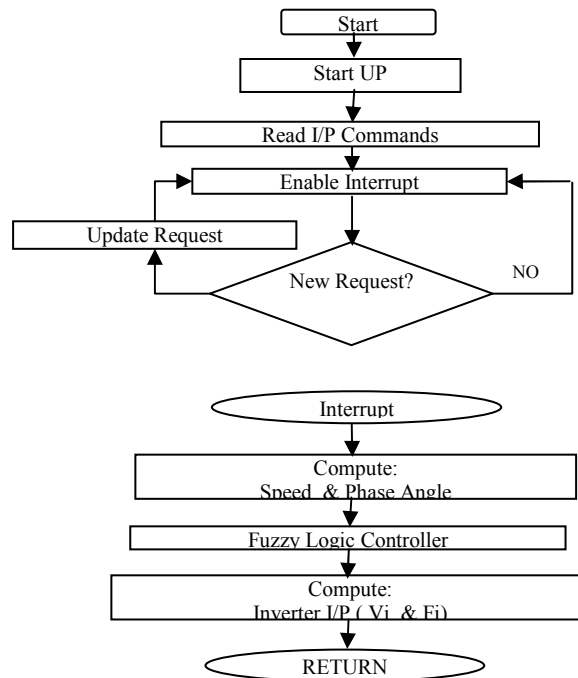 Start
Start UP
Read I/P Commands
Enable Interrupt
Update Request
New Request?
NO
Interrupt
Compute:
Speed & Phase Angle
Fuzzy Logic Controller
Compute:
Inverter I/P ( Vi & Fi)
RETURN